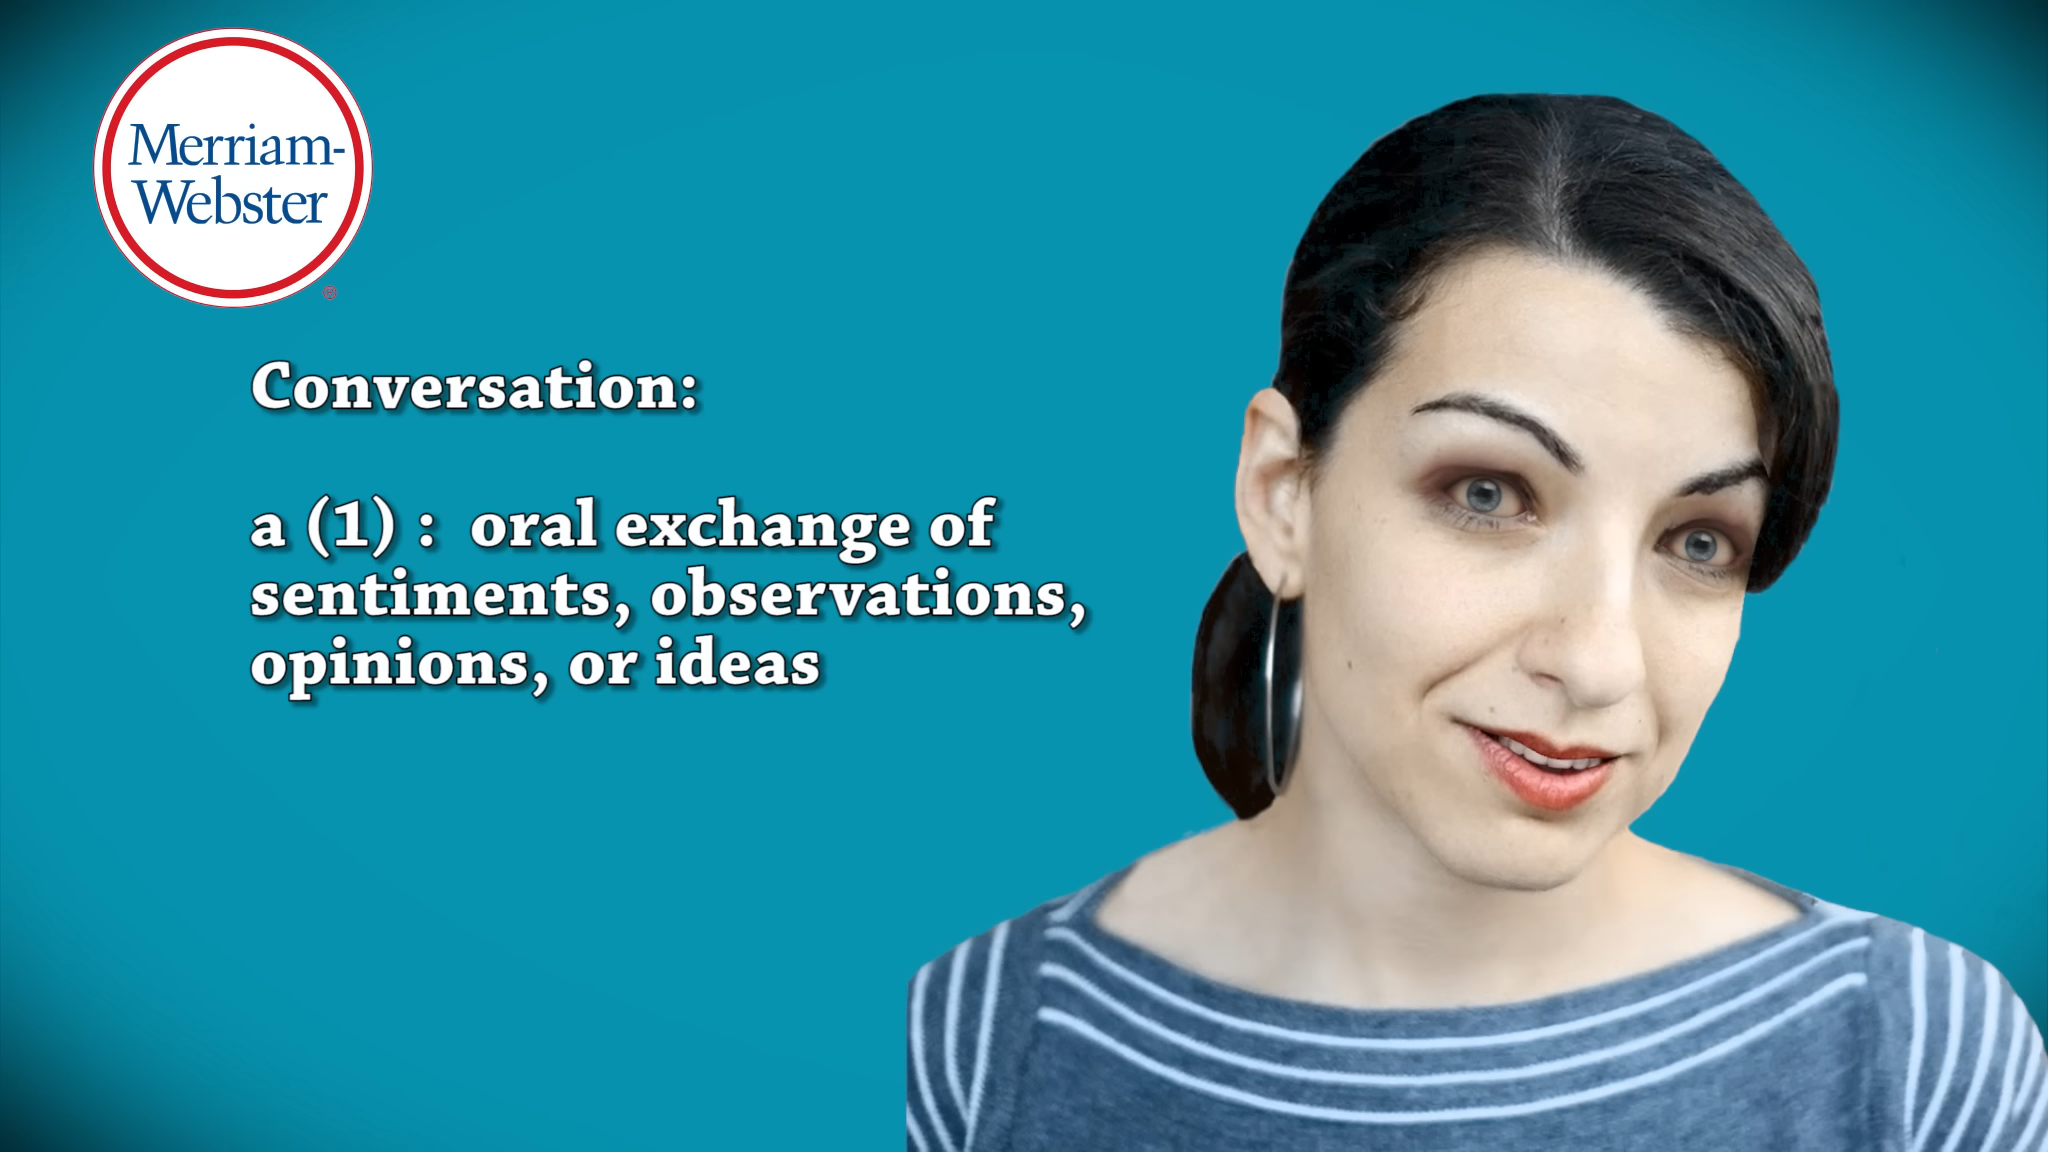 Merriam-
Webster
®
Conversation:
a (1) : oral exchange of
sentiments, observations,
opinions, or ideas